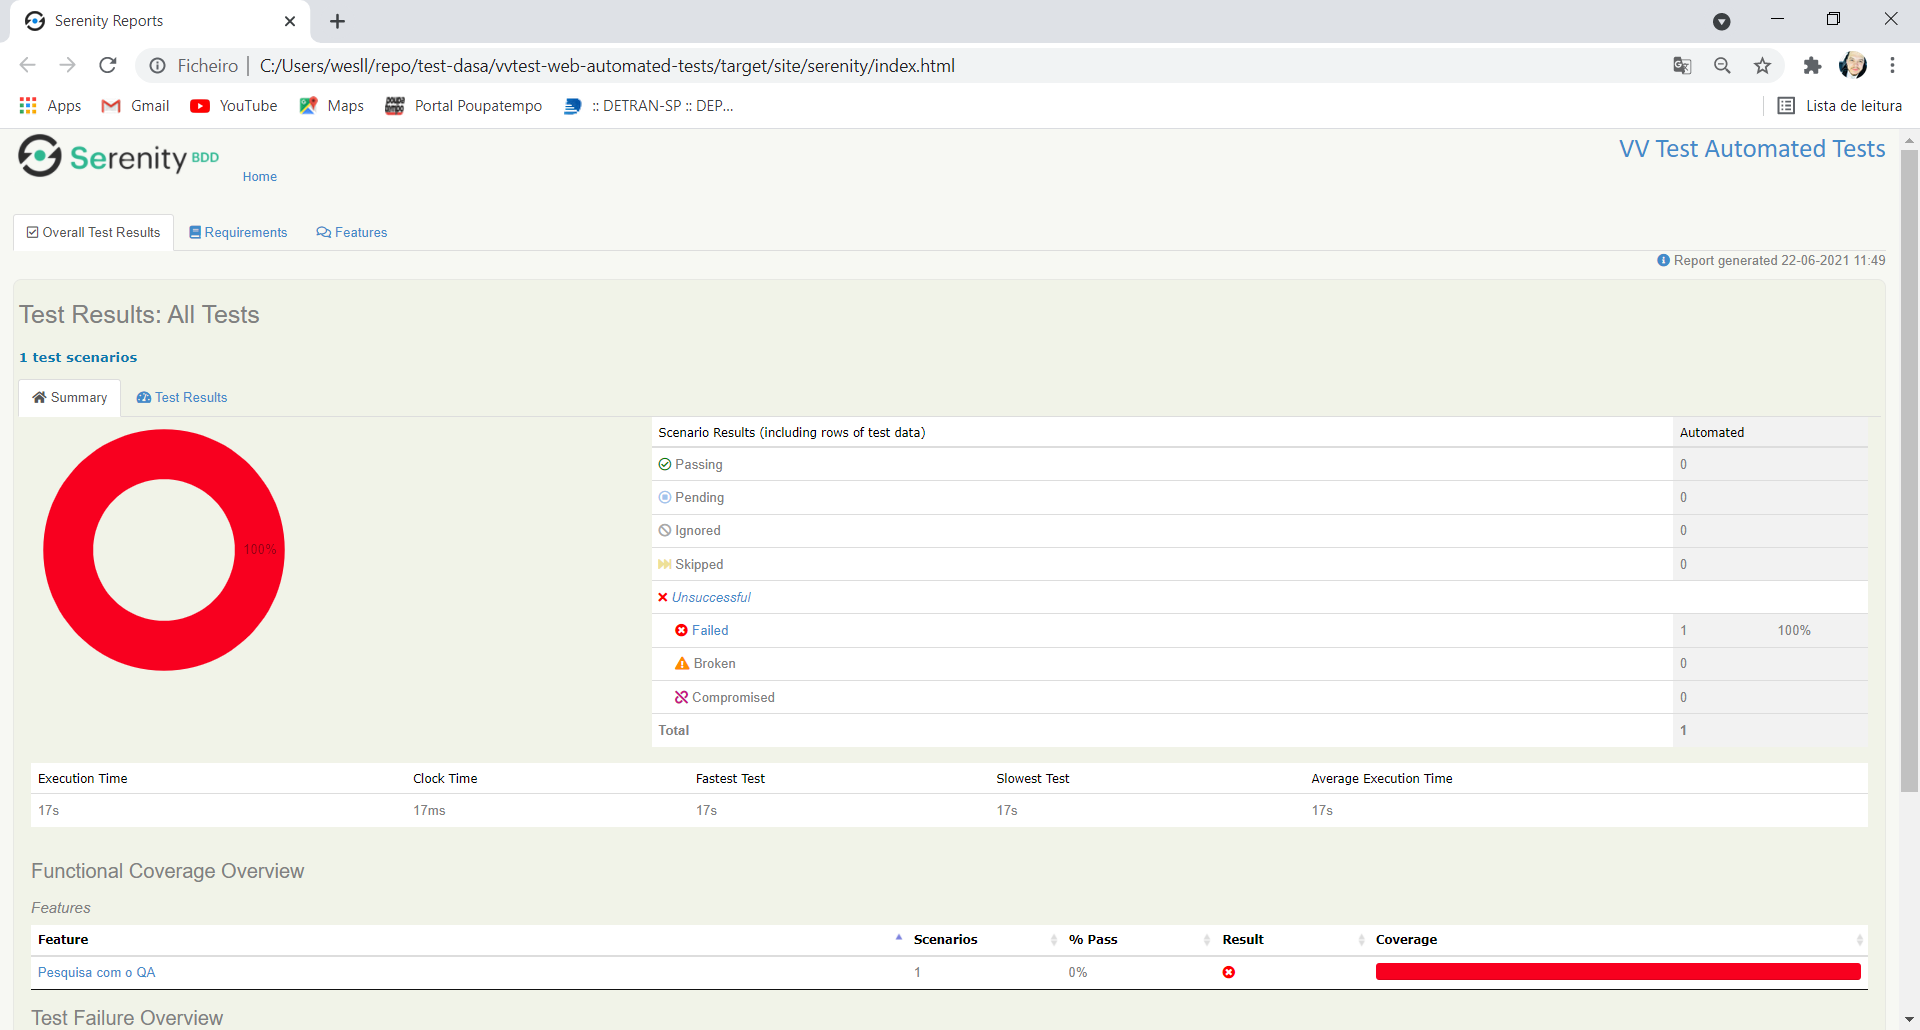 Serenity Reports
Ficheiro | C:/Users/wesll/repo/test-dasa/vvtest-web-automated-tests/target/site/serenity/index.html
Apps Gmail YouTube Maps Portal Poupatempo :: DETRAN-SP :: DEP... Lista de leitura
Serenity BDD Home VV Test Automated Tests
Overall Test Results Requirements Features
Report generated 22-06-2021 11:49
Test Results: All Tests
1 test scenarios
Summary Test Results
100%
Scenario Results (including rows of test data) Automated
Passing 0
Pending 0
Ignored 0
Skipped 0
Unsuccessful
Failed 1 100%
Broken 0
Compromised 0
Total 1
Execution Time Clock Time Fastest Test Slowest Test Average Execution Time
17s 17ms 17s 17s 17s
Functional Coverage Overview
Features
Feature Scenarios % Pass Result Coverage
Pesquisa com o QA 1 0%
Test Failure Overview